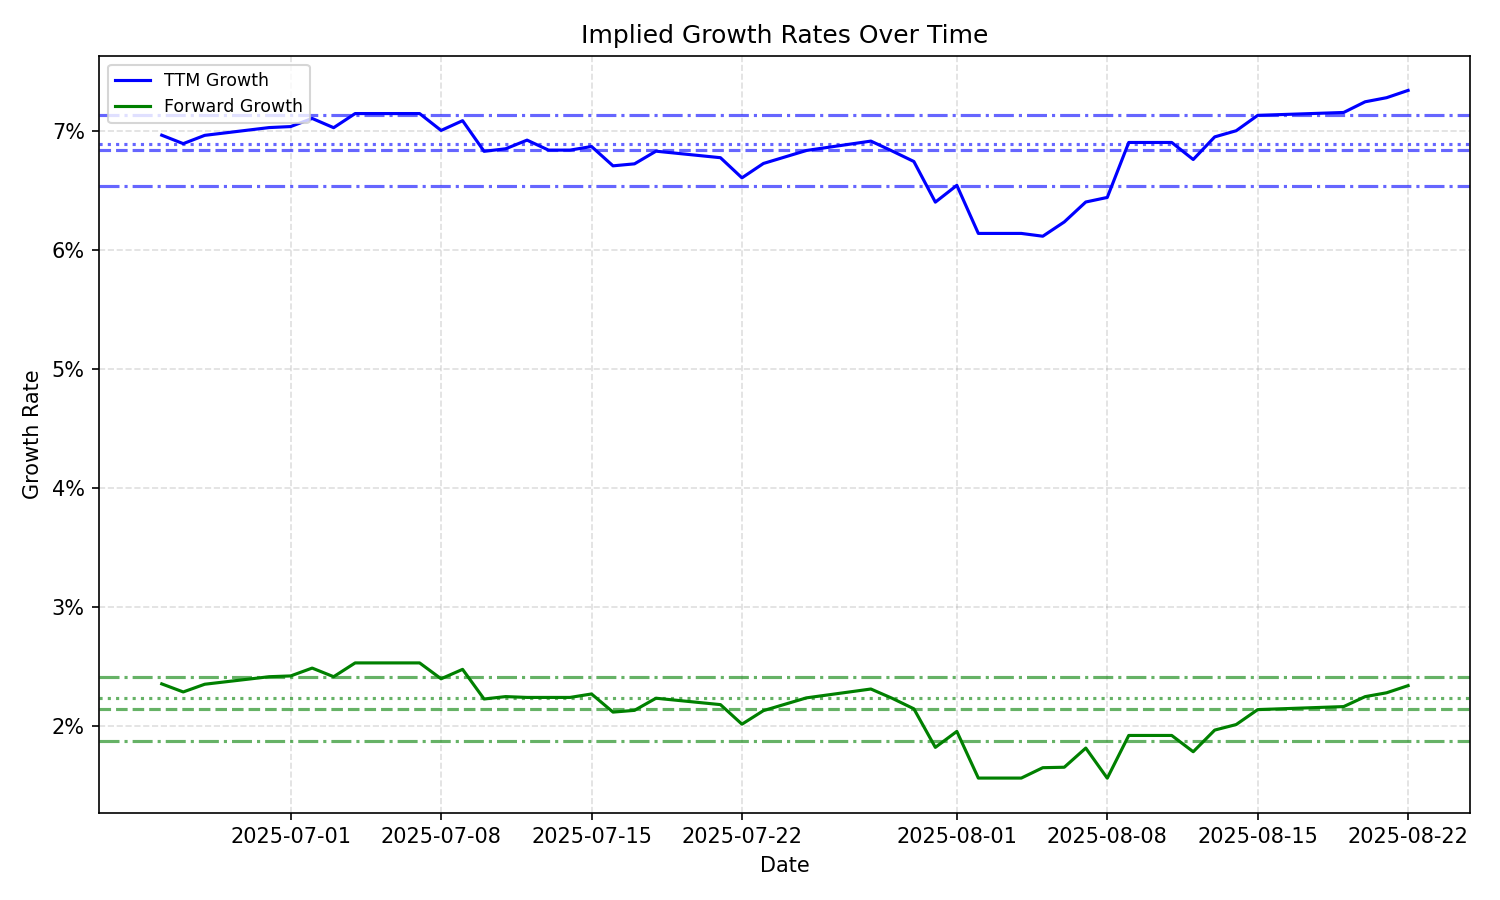 Implied Growth Rates Over Time
TTM Growth
Forward Growth
7%
6%
5%
4%
3%
2%
Growth Rate
2025-07-01 2025-07-08 2025-07-15 2025-07-22 2025-08-01 2025-08-08 2025-08-15 2025-08-22
Date